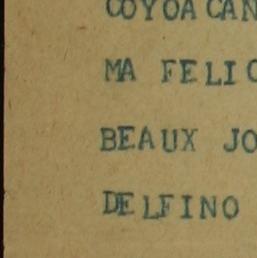 COYOACAN
MA FELIC
BEAUX JO
DELFINO